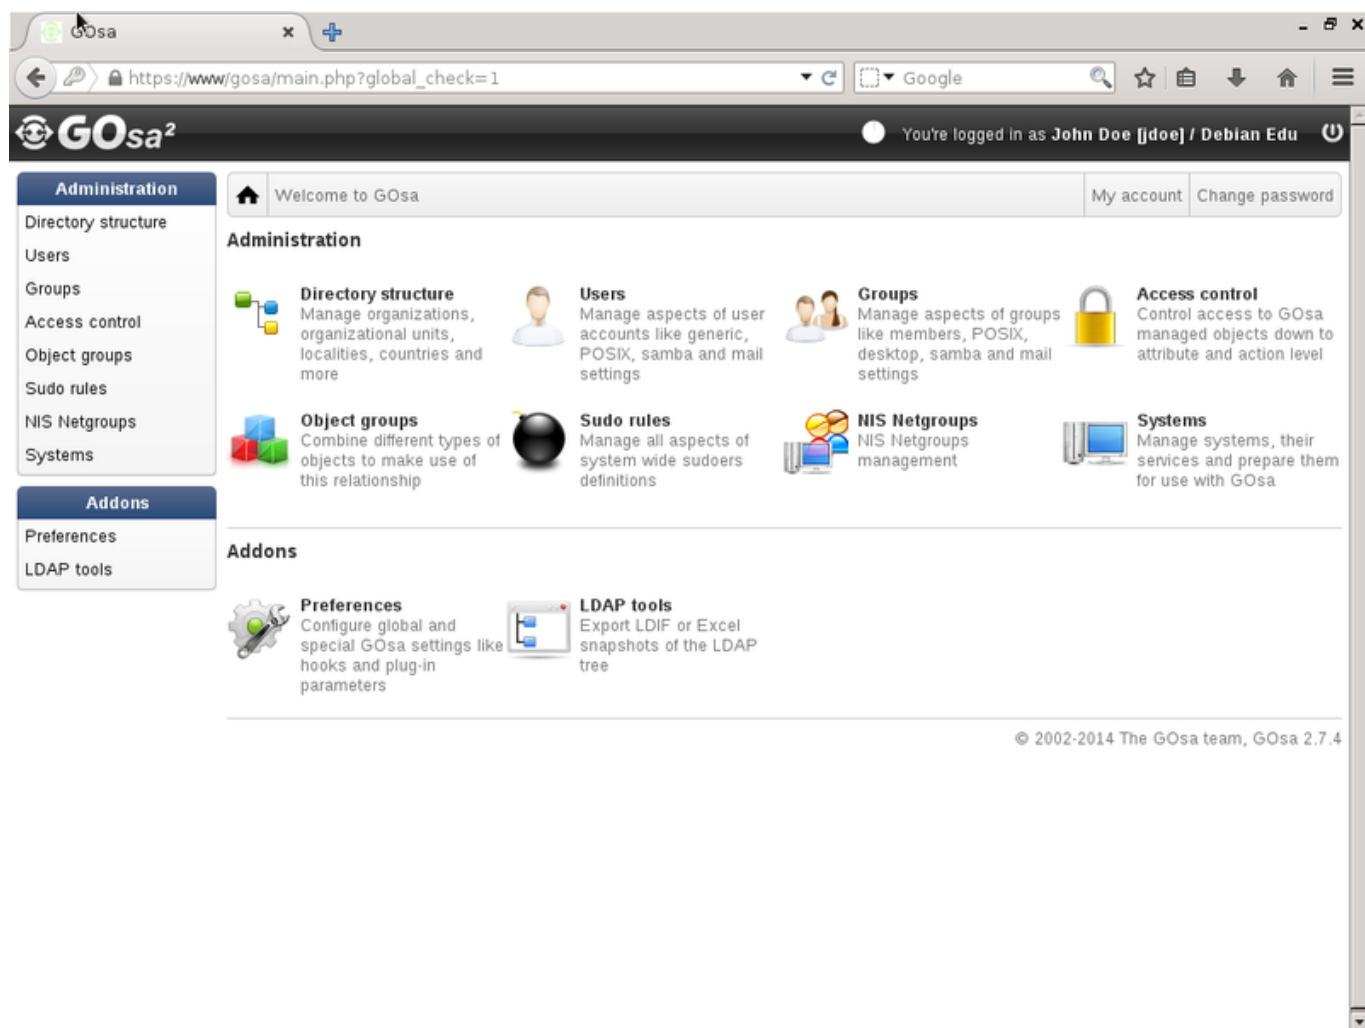 GOsa
https://www/gosa/main.php?global_check=1
Google
GOsa²
You're logged in as John Doe [jdoe] / Debian Edu
Administration
Directory structure
Users
Groups
Access control
Object groups
Sudo rules
NIS Netgroups
Systems
Addons
Preferences
LDAP tools
Welcome to GOsa
My account
Change password
Administration
Directory structure
Manage organizations,
organizational units,
localities, countries and
more
Users
Manage aspects of user
accounts like generic,
POSIX, samba and mail
settings
Groups
Manage aspects of groups
like members, POSIX,
desktop, samba and mail
settings
Access control
Control access to GOsa
managed objects down to
attribute and action level
Object groups
Combine different types of
objects to make use of
this relationship
Sudo rules
Manage all aspects of
system wide sudoers
definitions
NIS Netgroups
NIS Netgroups
management
Systems
Manage systems, their
services and prepare them
for use with GOsa
Addons
Preferences
Configure global and
special GOsa settings like
hooks and plug-in
parameters
LDAP tools
Export LDIF or Excel
snapshots of the LDAP
tree
© 2002-2014 The GOsa team, GOsa 2.7.4